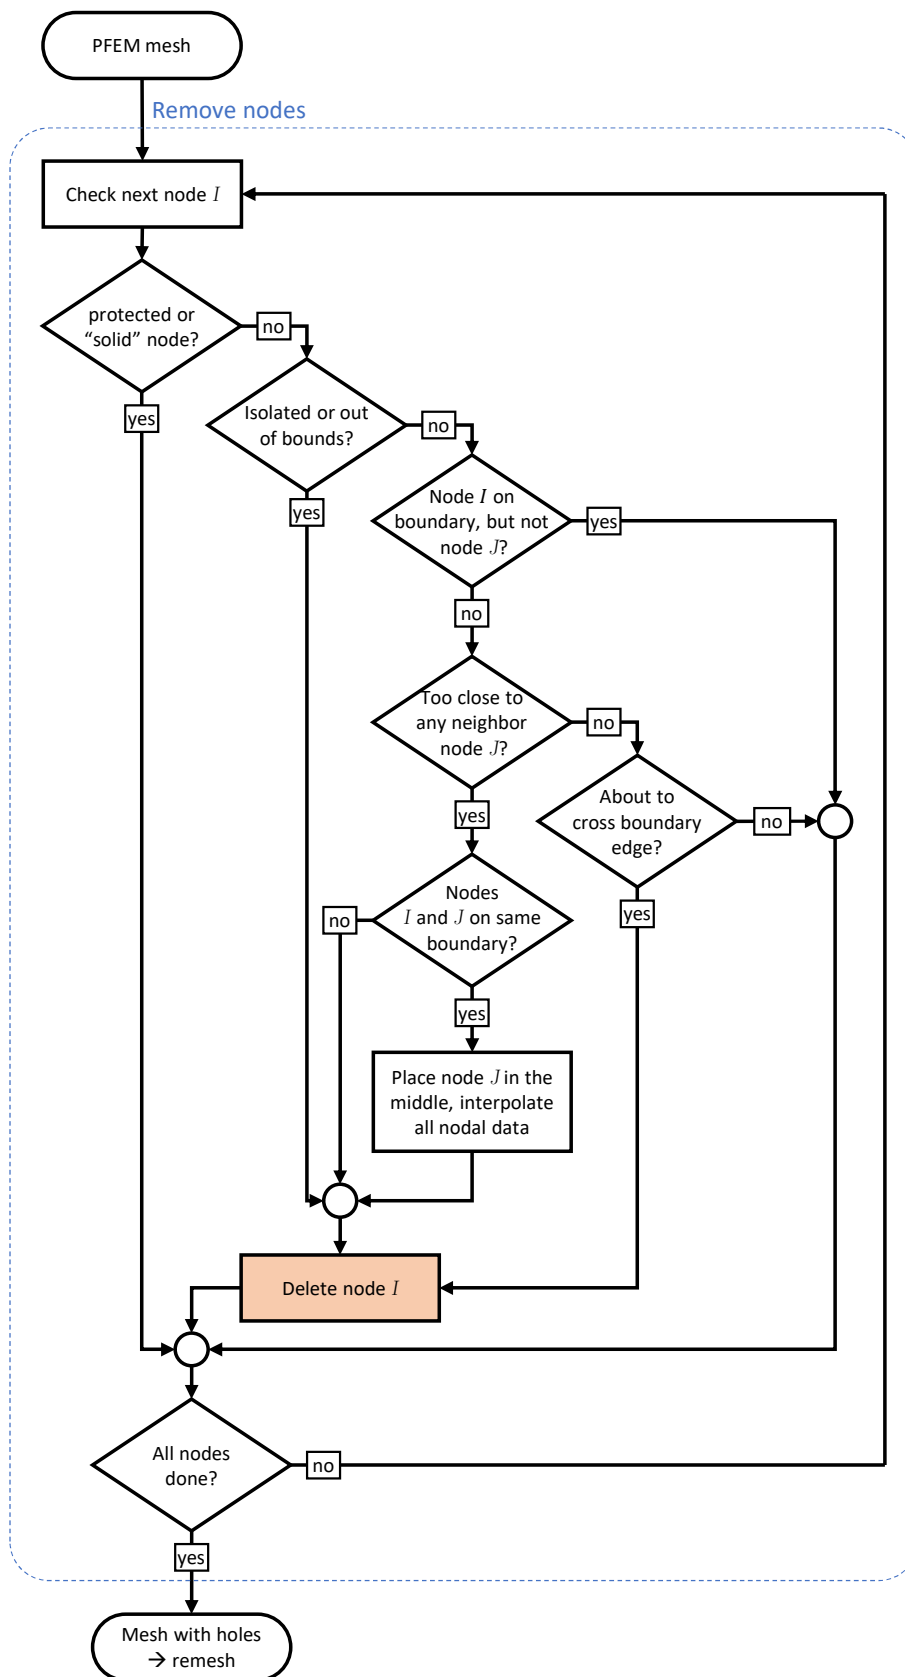 PFEM mesh
Remove nodes
Check next node I
protected or
“solid” node?
no
yes
Isolated or out
of bounds?
no
yes
Node I on
boundary, but not
node J?
yes
no
Too close to
any neighbor
node J?
no
yes
About to
cross boundary
edge?
no
yes
Nodes
I and J on same
boundary?
no
yes
Place node J in the
middle, interpolate
all nodal data
Delete node I
All nodes
done?
no
yes
Mesh with holes
→ remesh